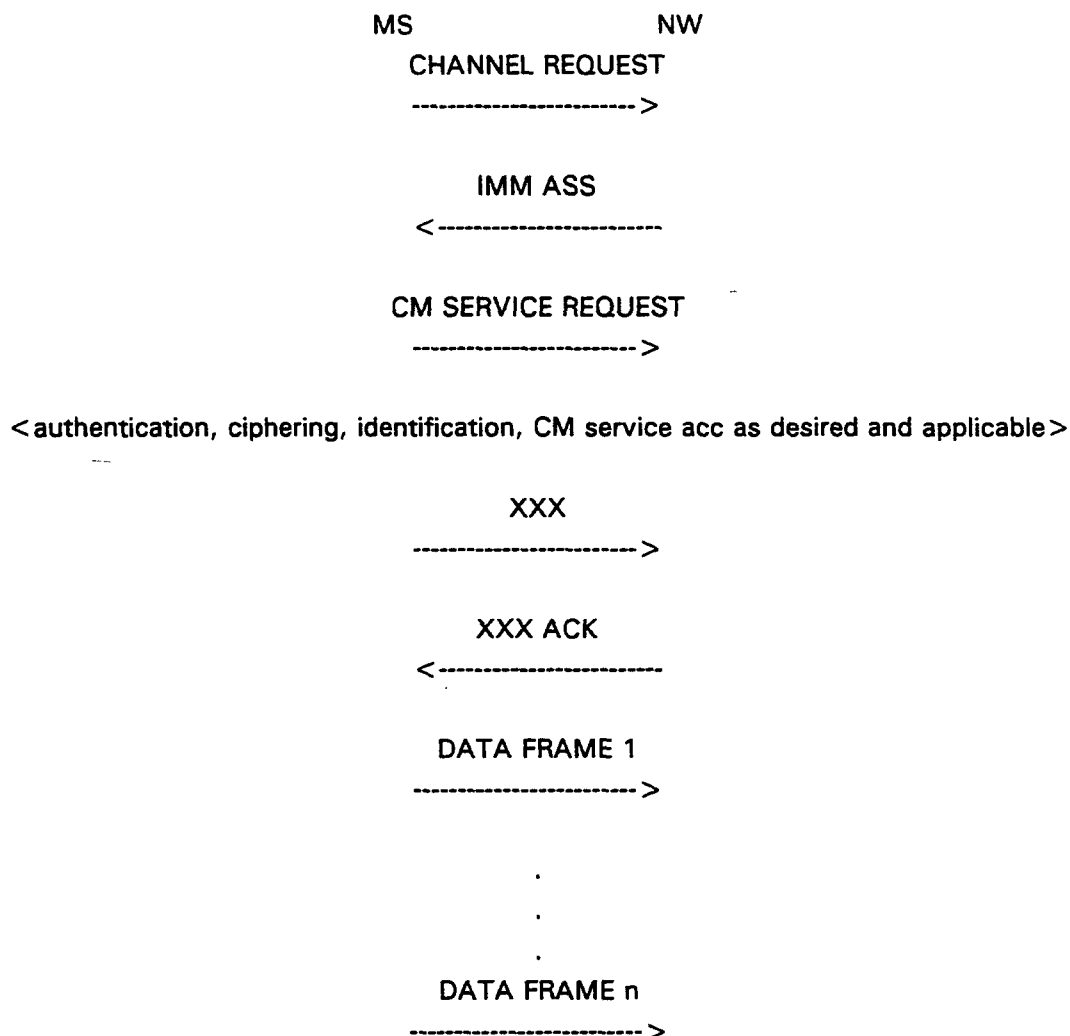 MS NW
CHANNEL REQUEST
------------------------->
IMM ASS
<-------------------------
CM SERVICE REQUEST
------------------------->
<authentication, ciphering, identification, CM service acc as desired and applicable>
XXX
------------------------->
XXX ACK
<-------------------------
DATA FRAME 1
------------------------->
.
.
.
DATA FRAME n
------------------------->